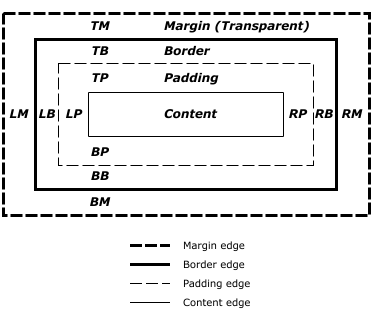 TM Margin (Transparent)
TB Border
TP Padding
LM LB LP Content RP RB RM
BP
BB
BM
Margin edge
Border edge
Padding edge
Content edge